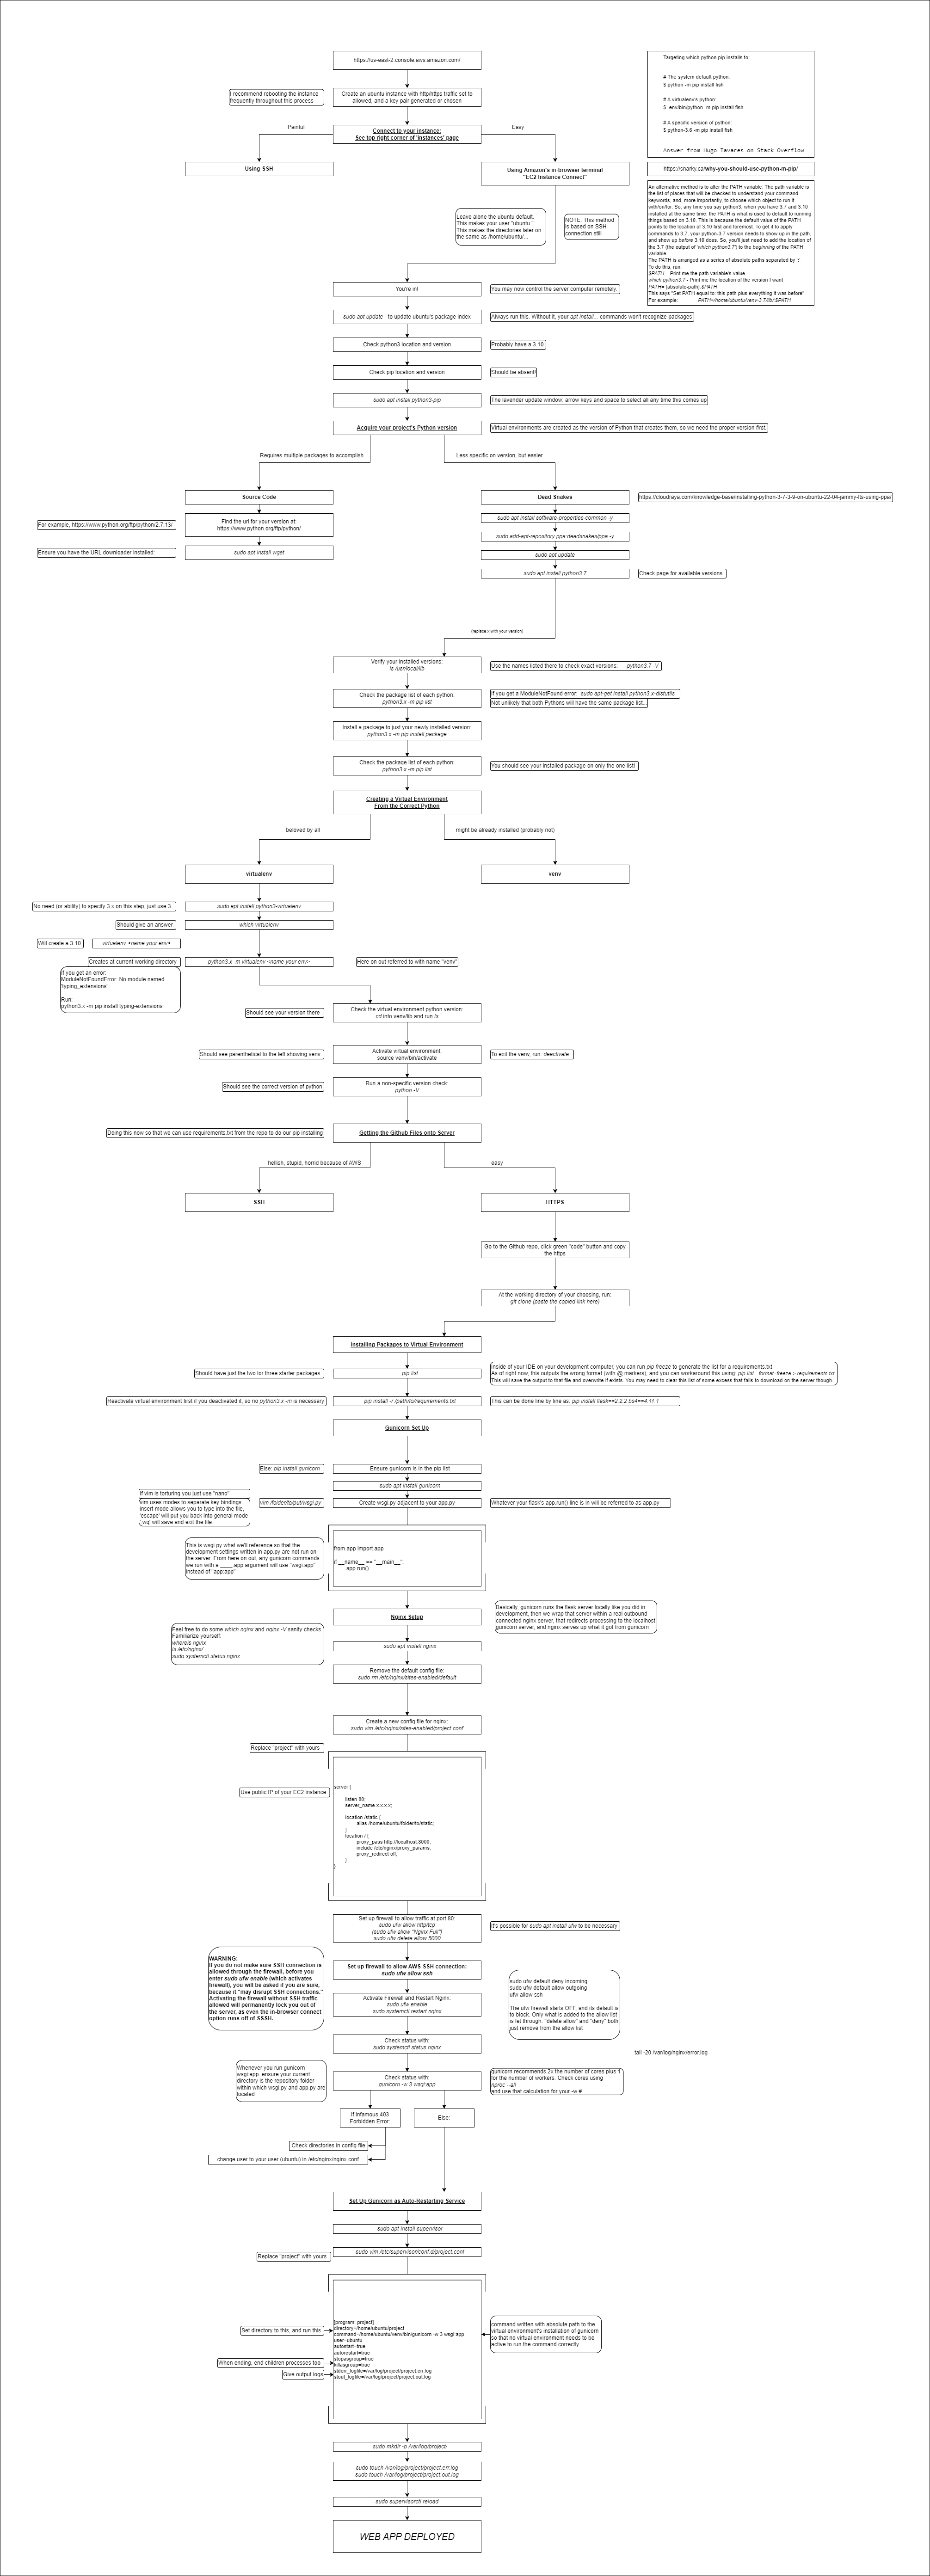 https://us-east-2.console.aws.amazon.com/
I recommend rebooting the instance
frequently throughout this process
Create an ubuntu instance with http/https traffic set to
allowed, and a key pair generated or chosen
Connect to your instance:
See top right corner of 'instances' page
Painful
Easy
Using SSH
Using Amazon's in-browser terminal
"EC2 Instance Connect"
Targeting which python pip installs to
# The system default python:
$ python -m pip install fish
# A virtualenv's python
$ .env/bin/python -m pip install fish
# A specific version of python:
$ python-3.6 -m pip install fish
Answer from Hugo Tavares on Stack Overflow
https://snarky.ca/why-you-should-use-python-m-pip/
An alternative method is to alter the PATH variable. The path variable is
the list of places that will be checked to understand your command
keywords, and, more importantly, to choose which object to run it
with/on/for. So, any time you say python3, when you have 3.7 and 3.10
installed at the same time, the PATH is what is used to default to running
things based on 3.10. This is because the default value of the PATH
points to the location of 3.10 first and foremost. To get it to apply
commands to 3.7, your python-3.7 version needs to show up in the path,
and show up before 3.10 does. So, you'll just need to add the location of
the 3.7 (the output of 'which python3.7') to the beginning of the PATH
variable.
The PATH is arranged as a series of absolute paths separated by ':'
To do this, run:
$PATH - Print me the path variable's value
which python3.7 - Print me the location of the version I want
PATH= (absolute-path):$PATH
This says "Set PATH equal to: this path plus everything it was before"
For example: PATH=/home/ubuntu/venv-3.7/lib/:$PATH
Leave alone the ubuntu default.
This makes your user "ubuntu."
This makes the directories later on
the same as /home/ubuntu/...
NOTE: This method
is based on SSH
connection still
You're in!
You may now control the server computer remotely.
sudo apt update - to update ubuntu's package index
Always run this. Without it, your apt install... commands won't recognize packages
Check python3 location and version
Probably have a 3.10
Check pip location and version
Should be absent!!
sudo apt install python3-pip
The lavender update window: arrow keys and space to select all any time this comes up
Acquire your project's Python version
Virtual environments are created as the version of Python that creates them, so we need the proper version first
Requires multiple packages to accomplish
Less specific on version, but easier
Source Code
Dead Snakes
https://cloudraya.com/knowledge-base/installing-python-3-7-3-9-on-ubuntu-22-04-jammy-lts-using-ppa/
For example, https://www.python.org/ftp/python/2.7.13/
Find the url for your version at:
https://www.python.org/ftp/python/
sudo apt install software-properties-common -y
sudo add-apt-repository ppa:deadsnakes/ppa -y
Ensure you have the URL downloader installed:
sudo apt install wget
sudo apt update
sudo apt install python3.7
Check page for available versions
(replace x with your version)
Verify your installed versions:
ls /usr/local/lib
Use the names listed there to check exact versions: python3.7 -V
Check the package list of each python:
python3.x -m pip list
If you get a ModuleNotFound error: sudo apt-get install python3.x-distutils
Not unlikely that both Pythons will have the same package list...
Install a package to just your newly installed version:
python3.x -m pip install package
Check the package list of each python:
python3.x -m pip list
You should see your installed package on only the one list!
Creating a Virtual Environment
From the Correct Python
beloved by all
might be already installed (probably not)
virtualenv
venv
No need (or ability) to specify 3.x on this step, just use 3
sudo apt install python3-virtualenv
Should give an answer
which virtualenv
Will create a 3.10
virtualenv <name your env>
Creates at current working directory
python3.x -m virtualenv <name your env>
Here on out referred to with name "venv"
If you get an error:
ModuleNotFoundError: No module named
'typing_extensions'
Run:
python3.x -m pip install typing-extensions
Should see your version there
Check the virtual environment python version:
cd into venv/lib and run ls
Should see parenthetical to the left showing venv
Activate virtual environment:
source venv/bin/activate
To exit the venv, run: deactivate
Should see the correct version of python
Run a non-specific version check:
python -V
Doing this now so that we can use requirements.txt from the repo to do our pip installing
Getting the Github Files onto Server
hellish, stupid, horrid because of AWS
easy
SSH
HTTPS
Go to the Github repo, click green "code" button and copy
the https
At the working directory of your choosing, run:
git clone (paste the copied link here)
Installing Packages to Virtual Environment
Should have just the two lor three starter packages
pip list
Inside of your IDE on your development computer, you can run pip freeze to generate the list for a requirements.txt
As of right now, this outputs the wrong format (with @ markers), and you can workaround this using: pip list --format=freeze > requirements.txt
This will save the output to that file and overwrite if exists. You may need to clear this list of some excess that fails to download on the server though.
Reactivate virtual environment first if you deactivated it, so no python3.x -m is necessary
pip install -r /path/to/requirements.txt
This can be done line by line as: pip install flask==2.2.2 bs4==4.11.1
Gunicorn Set Up
Else: pip install gunicorn
Ensure gunicorn is in the pip list
sudo apt install gunicorn
If vim is torturing you just use "nano"
vim uses modes to separate key bindings.
insert mode allows you to type into the file,
'escape' will put you back into general mode
':wq' will save and exit the file
vim /folder/to/put/wsgi.py
Create wsgi.py adjacent to your app.py
Whatever your flask's app.run() line is in will be referred to as app.py
This is wsgi.py what we'll reference so that the
development settings written in app.py are not run on
the server. From here on out, any gunicorn commands
we run with a ____:app argument will use "wsgi:app"
instead of "app:app"
from app import app
if __name__ == "__main__":
app.run()
Nginx Setup
Basically, gunicorn runs the flask server locally like you did in
development, then we wrap that server within a real outbound-
connected nginx server, that redirects processing to the localhost
gunicorn server, and nginx serves up what it got from gunicorn
Feel free to do some which nginx and nginx -V sanity checks
Familiarize yourself:
whereis nginx
ls /etc/nginx/
sudo systemctl status nginx
sudo apt install nginx
Remove the default config file:
sudo rm /etc/nginx/sites-enabled/default
Create a new config file for nginx:
sudo vim /etc/nginx/sites-enabled/project.conf
Replace "project" with yours
Use public IP of your EC2 instance
server {
listen 80;
server_name x.x.x.x;
location /static {
alias /home/ubuntu/folder/to/static;
}
location / {
proxy_pass http://localhost:8000;
include /etc/nginx/proxy_params;
proxy_redirect off;
}
}
Set up firewall to allow traffic at port 80:
sudo ufw allow http/tcp
(sudo ufw allow "Nginx Full")
sudo ufw delete allow 5000
It's possible for sudo apt install ufw to be necessary
WARNING:
If you do not make sure SSH connection is
allowed through the firewall, before you
enter sudo ufw enable (which activates
firewall), you will be asked if you are sure,
because it "may disrupt SSH connections."
Activating the firewall without SSH traffic
allowed will permanently lock you out of
the server, as even the in-browser connect
option runs off of SSSH.
Set up firewall to allow AWS SSH connection:
sudo ufw allow ssh
sudo ufw default deny incoming
sudo ufw default allow outgoing
ufw allow ssh
The ufw firewall starts OFF, and its default is
to block. Only what is added to the allow list
is let through. "delete allow" and "deny" both
just remove from the allow list
Activate Firewall and Restart Nginx:
sudo ufw enable
sudo systemctl restart nginx
Check status with:
sudo systemctl status nginx
tail -20 /var/log/nginx/error.log
Whenever you run gunicorn
wsgi:app, ensure your current
directory is the repository folder
within which wsgi.py and app.py are
located
Check status with:
gunicorn -w 3 wsgi:app
gunicorn recommends 2x the number of cores plus 1
for the number of workers. Check cores using
nproc --all
and use that calculation for your -w #
If infamous 403
Forbidden Error:
Else:
Check directories in config file
change user to your user (ubuntu) in /etc/nginx/nginx.conf
Set Up Gunicorn as Auto-Restarting Service
sudo apt install supervisor
Replace "project" with yours
sudo vim /etc/supervisor/conf.d/project.conf
Set directory to this, and run this
When ending, end children processes too
Give output logs
[program: project]
directory=/home/ubuntu/project
command=/home/ubuntu/venv/bin/gunicorn -w 3 wsgi:app
user=ubuntu
autostart=true
autorestart=true
stopasgroup=true
killasgroup=true
stderr_logfile=/var/log/project/project.err.log
stout_logfile=/var/log/project/project.out.log
command written with absolute path to the
virtual environment's installation of gunicorn
so that no virtual environment needs to be
active to run the command correctly
sudo mkdir -p /var/log/project/
sudo touch /var/log/project/project.err.log
sudo touch /var/log/project/project.out.log
sudo supervisorctl reload
WEB APP DEPLOYED